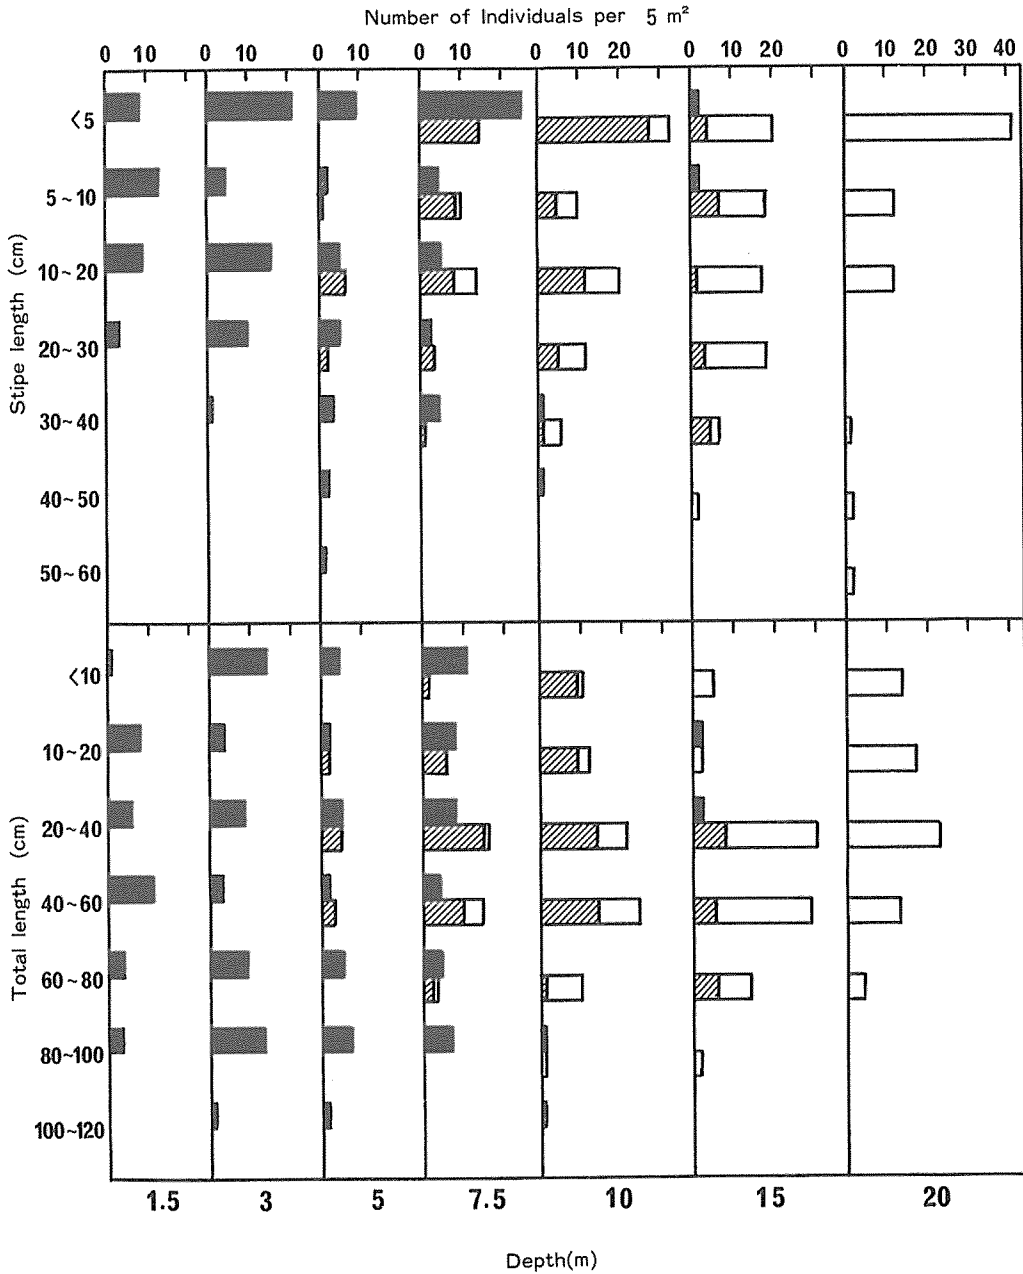 Number of Individuals per 5 m²
0 10 0 10 0 10 0 10 0 10 20 0 10 20 0 10 20 30 40
Stipe length (cm)
<5
5~10
10~20
20~30
30~40
40~50
50~60
Total length (cm)
<10
10~20
20~40
40~60
60~80
80~100
100~120
1.5 3 5 7.5 10 15 20
Depth(m)